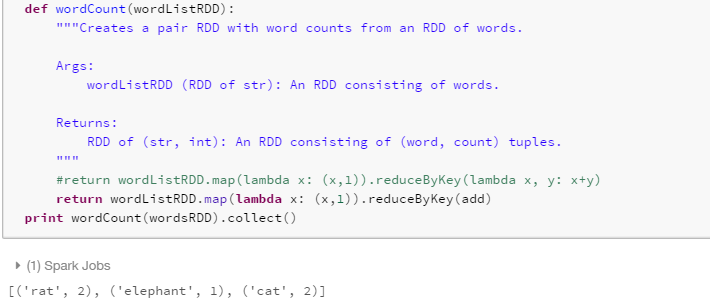 def wordCount(wordListRDD):
    """Creates a pair RDD with word counts from an RDD of words.

    Args:
        wordListRDD (RDD of str): An RDD consisting of words.

    Returns:
        RDD of (str, int): An RDD consisting of (word, count) tuples.
    """
    #return wordListRDD.map(lambda x: (x,1)).reduceByKey(lambda x, y: x+y)
    return wordListRDD.map(lambda x: (x,1)).reduceByKey(add)
print wordCount(wordsRDD).collect()
(1) Spark Jobs
[('rat', 2), ('elephant', 1), ('cat', 2)]